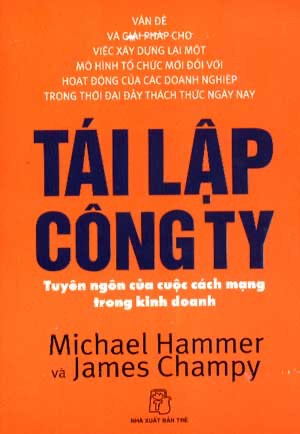 VẤN ĐỀ
VÀ GIẢI PHÁP CHO
VIỆC XÂY DỰNG LẠI MỘT
MÔ HÌNH TỔ CHỨC MỚI ĐỐI VỚI
HOẠT ĐỘNG CỦA CÁC DOANH NGHIỆP
TRONG THỜI ĐẠI ĐẦY THÁCH THỨC NGÀY NAY
TÁI LẬP
CÔNG TY
Tuyên ngôn của cuộc cách mạng
trong kinh doanh
Michael Hammer
và James Champy
NHÀ XUẤT BẢN TRẺ